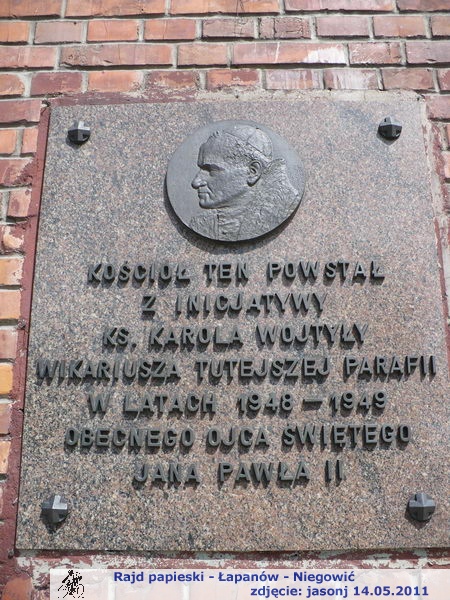 KOŚCIOŁ TEN POWSTAŁ
Z INICJATYWY
KS. KAROLA WOJTYŁY
WIKARIUSZA TUTEJSZEJ PARAFII
W LATACH 1948 – 1949
OBECNEGO OJCA ŚWIĘTEGO
JANA PAWŁA II
Rajd papieski - Łapanów - Niegowić
zdjęcie: jasonj 14.05.2011